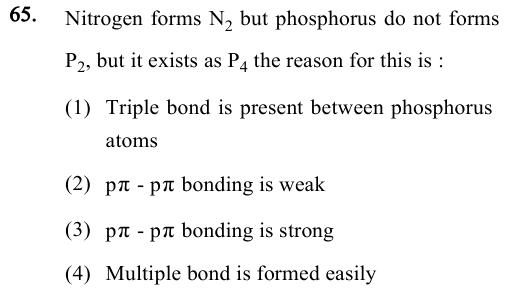 65. Nitrogen forms N₂ but phosphorus do not forms
P₂, but it exists as P₄ the reason for this is :
(1) Triple bond is present between phosphorus
atoms
(2) pπ - pπ bonding is weak
(3) pπ - pπ bonding is strong
(4) Multiple bond is formed easily